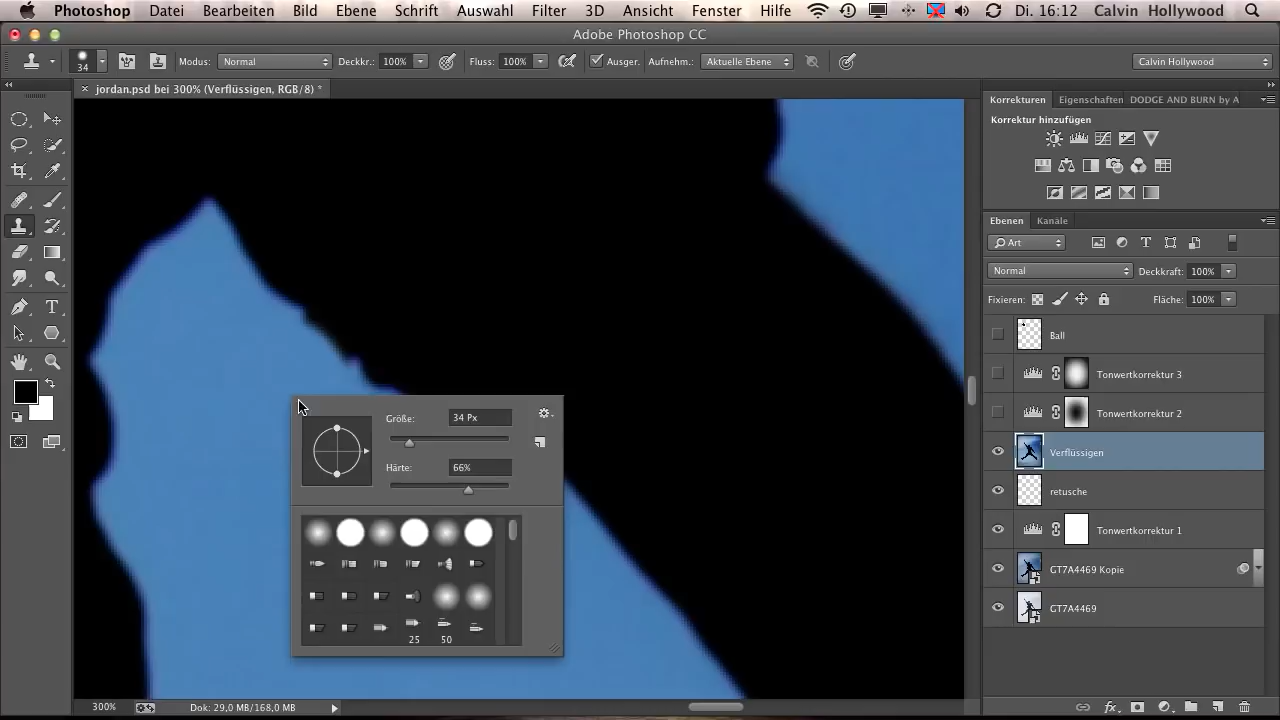 Photoshop Datei Bearbeiten Bild Ebene Schrift Auswahl Filter 3D Ansicht Fenster Hilfe Di. 16:12 Calvin Hollywood
Adobe Photoshop CC
34 Modus: Normal Deckkr.: 100% Fluss: 100% Ausger. Aufnehm.: Aktuelle Ebene Calvin Hollywood
× jordan.psd bei 300% (Verflüssigen, RGB/8) *
Korrekturen Eigenschaften DODGE AND BURN by A
Korrektur hinzufügen
Ebenen Kanäle
Art
Normal Deckkraft: 100%
Fixieren: Fläche: 100%
Ball
Tonwertkorrektur 3
Tonwertkorrektur 2
Verflüssigen
retusche
Tonwertkorrektur 1
GT7A4469 Kopie
GT7A4469
Größe: 34 Px
Härte: 66%
25 50
300% Dok: 29,0 MB/168,0 MB